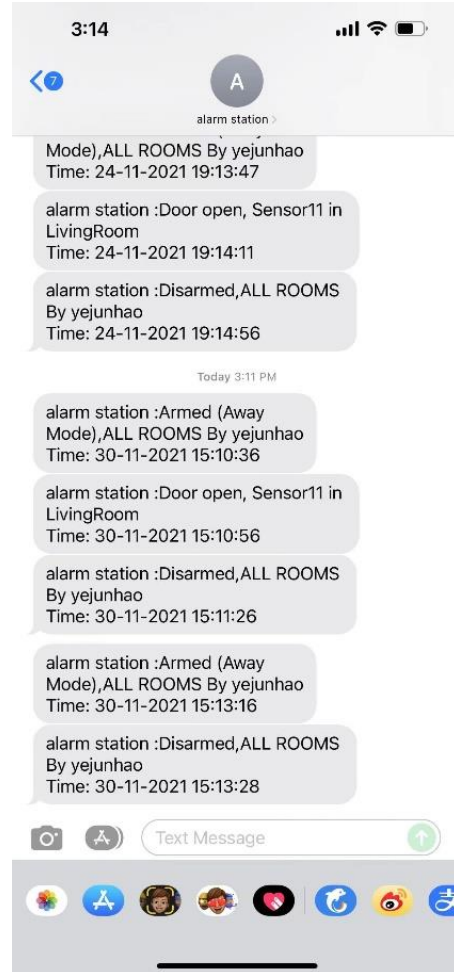 3:14
7
A
alarm station
Mode),ALL ROOMS By yejunhao
Time: 24-11-2021 19:13:47
alarm station :Door open, Sensor11 in
LivingRoom
Time: 24-11-2021 19:14:11
alarm station :Disarmed,ALL ROOMS
By yejunhao
Time: 24-11-2021 19:14:56
Today 3:11 PM
alarm station :Armed (Away
Mode),ALL ROOMS By yejunhao
Time: 30-11-2021 15:10:36
alarm station :Door open, Sensor11 in
LivingRoom
Time: 30-11-2021 15:10:56
alarm station :Disarmed,ALL ROOMS
By yejunhao
Time: 30-11-2021 15:11:26
alarm station :Armed (Away
Mode),ALL ROOMS By yejunhao
Time: 30-11-2021 15:13:16
alarm station :Disarmed,ALL ROOMS
By yejunhao
Time: 30-11-2021 15:13:28
Text Message